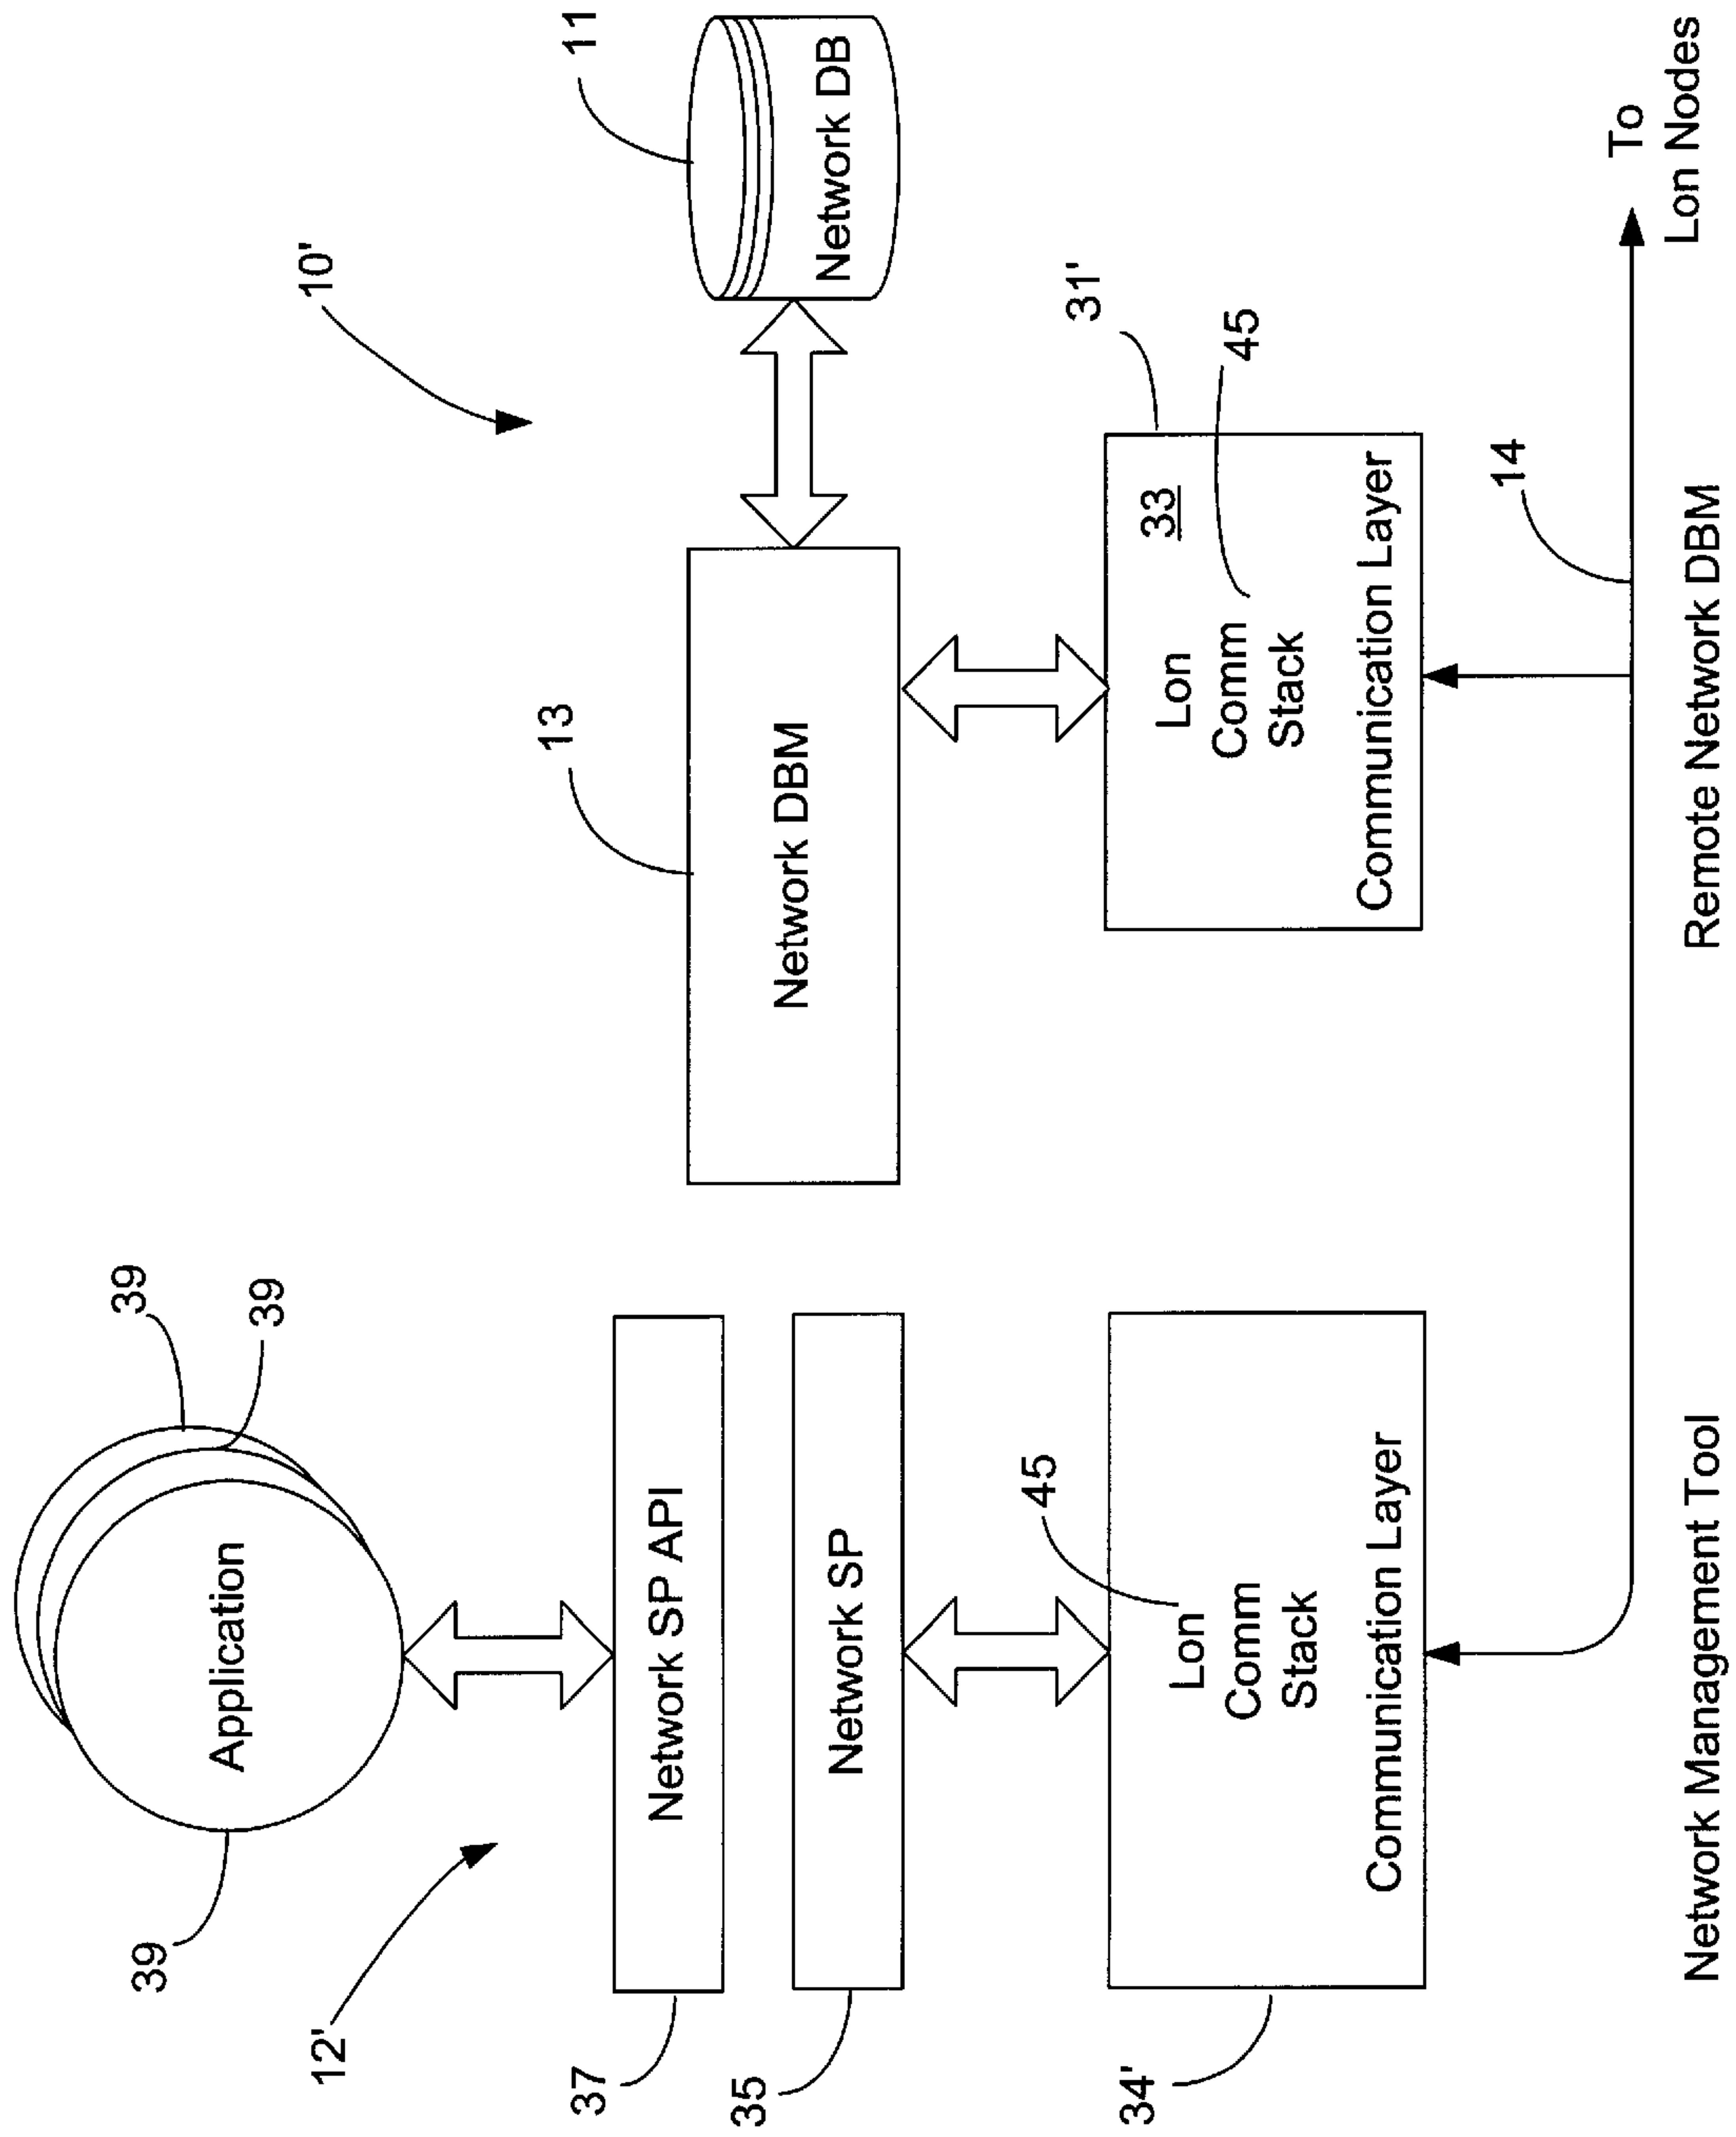 39
39
39
Application
12'
37
Network SP API
35
Network SP
34'
45
Lon
Comm
Stack
Communication Layer
Network Management Tool
10'
11
Network DB
13
Network DBM
31'
33
45
Lon
Comm
Stack
Communication Layer
14
To
Lon Nodes
Remote Network DBM